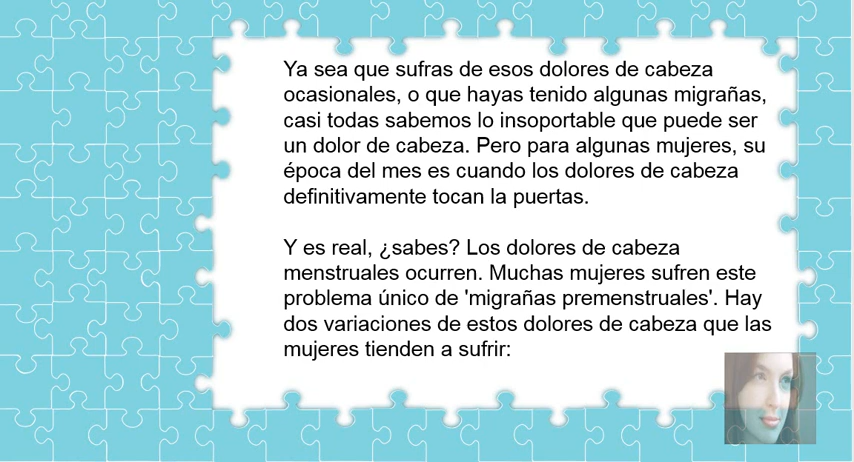 Ya sea que sufras de esos dolores de cabeza
ocasionales, o que hayas tenido algunas migrañas,
casi todas sabemos lo insoportable que puede ser
un dolor de cabeza. Pero para algunas mujeres, su
época del mes es cuando los dolores de cabeza
definitivamente tocan la puertas.
Y es real, ¿sabes? Los dolores de cabeza
menstruales ocurren. Muchas mujeres sufren este
problema único de 'migrañas premenstruales'. Hay
dos variaciones de estos dolores de cabeza que las
mujeres tienden a sufrir: